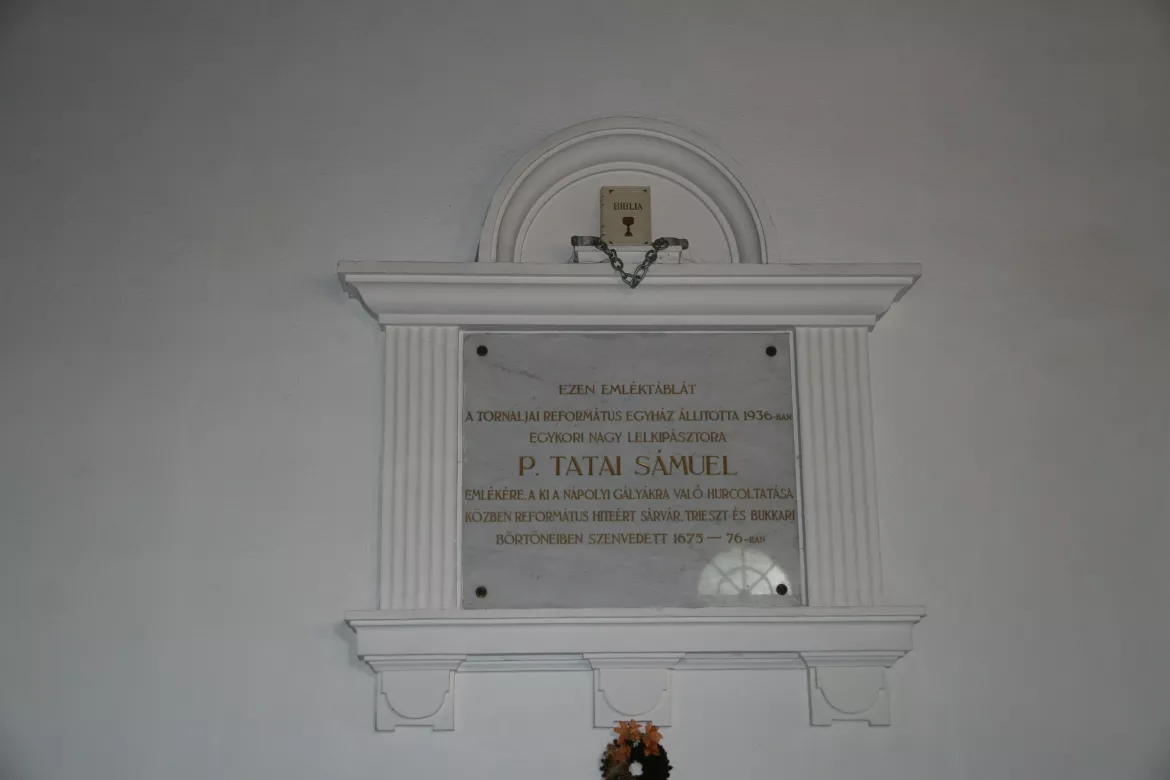 BIBLIA
EZEN EMLÉKTÁBLÁT
A TORNALJAI REFORMÁTUS EGYHÁZ ÁLLITOTTA 1936-BAN
EGYKORI NAGY LELKIPÁSZTORA
P. TATAI SÁMUEL
EMLÉKÉRE, A KI A NÁPOLYI GÁLYÁKRA VALÓ HURCOLTATÁSA
KÖZBEN REFORMÁTUS HITEÉRT SÁRVÁR, TRIESZT ÉS BUKKARI
BÖRTÖNEIBEN SZENVEDETT 1675 — 76-BAN